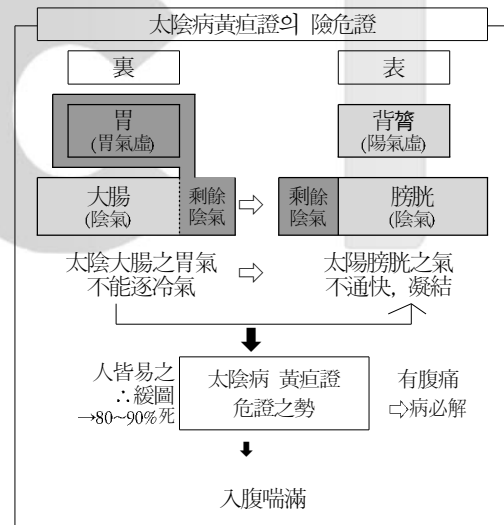 太陰病黃疸證의 險危證
裏
表
胃
(胃氣虛)
背膂
(陽氣虛)
大腸
(陰氣)
剩餘
陰氣
⇨
剩餘
陰氣
膀胱
(陰氣)
太陰大腸之胃氣
不能逐冷氣
⇨
太陽膀胱之氣
不通快, 凝結
人皆易之
∴緩圖
→80~90%死
太陰病 黃疸證
危證之勢
有腹痛
⇨病必解
入腹喘滿